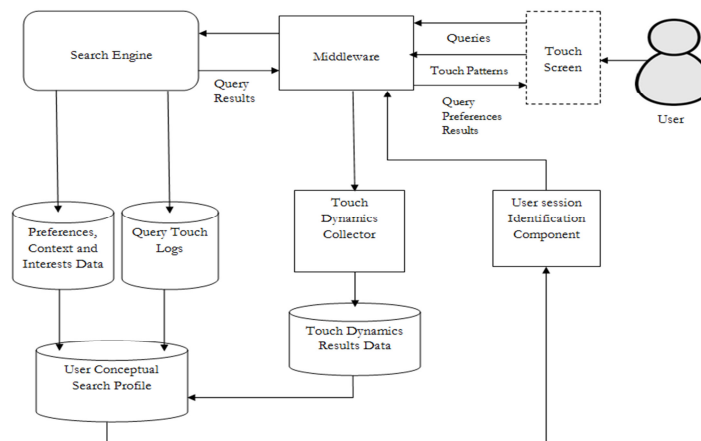 Search Engine
Middleware
Queries
Touch
Screen
Touch Patterns
Query
Results
Query
Preferences
Results
User
Preferences,
Context and
Interests Data
Query Touch
Logs
Touch
Dynamics
Collector
User session
Identification
Component
Touch Dynamics
Results Data
User Conceptual
Search Profile